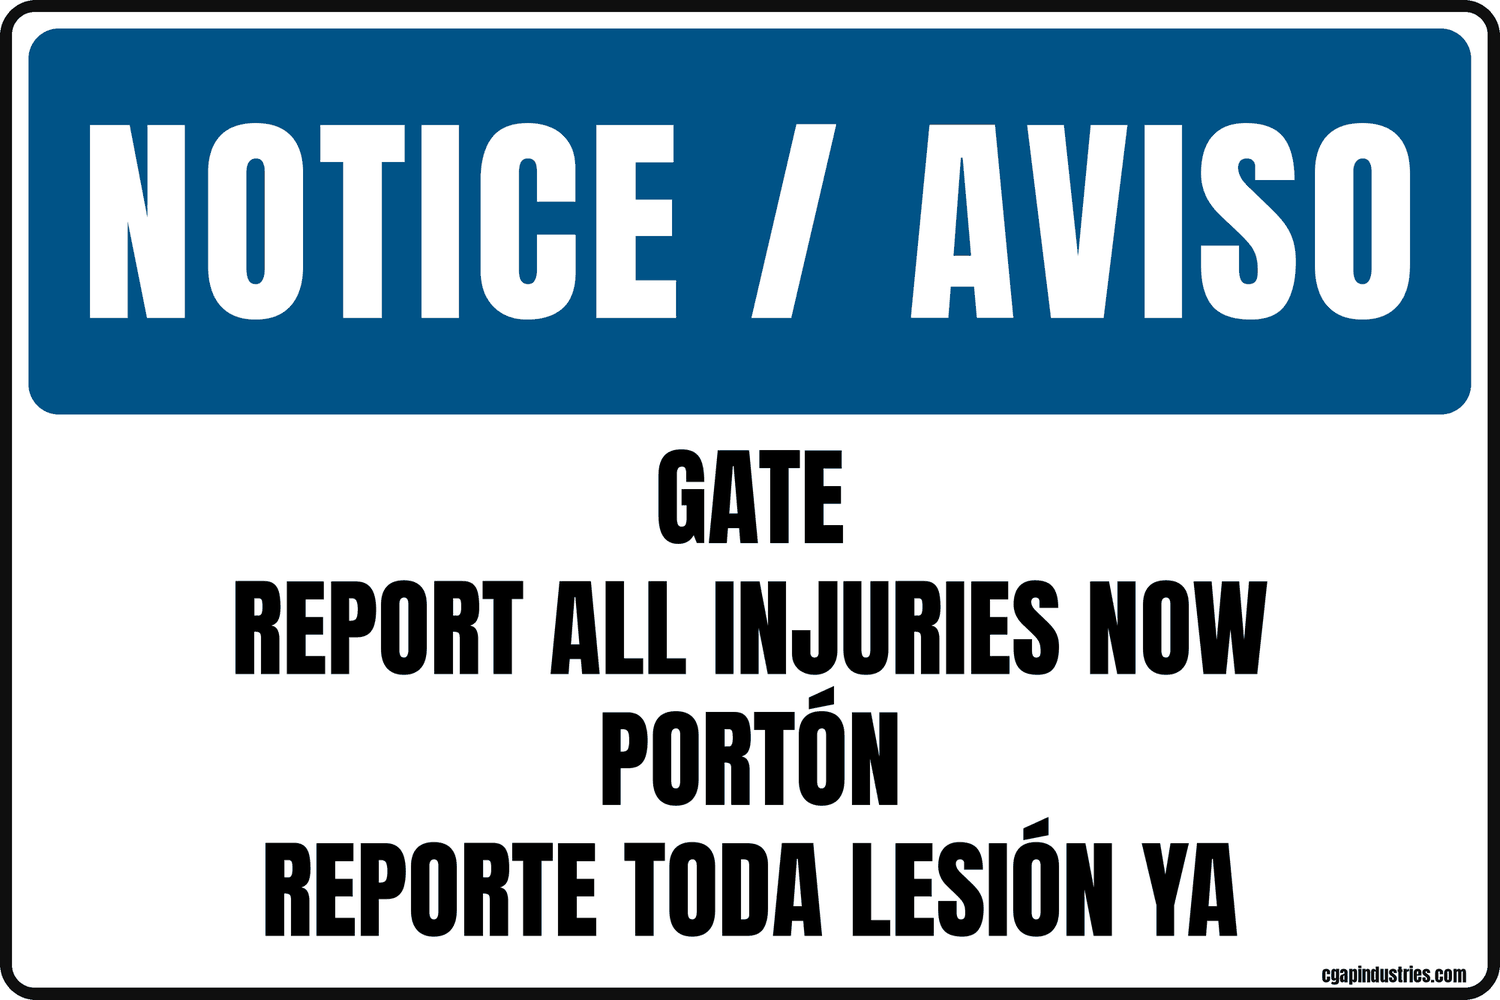 NOTICE / AVISO
GATE
REPORT ALL INJURIES NOW
PORTÓN
REPORTE TODA LESIÓN YA
cgapindustries.com